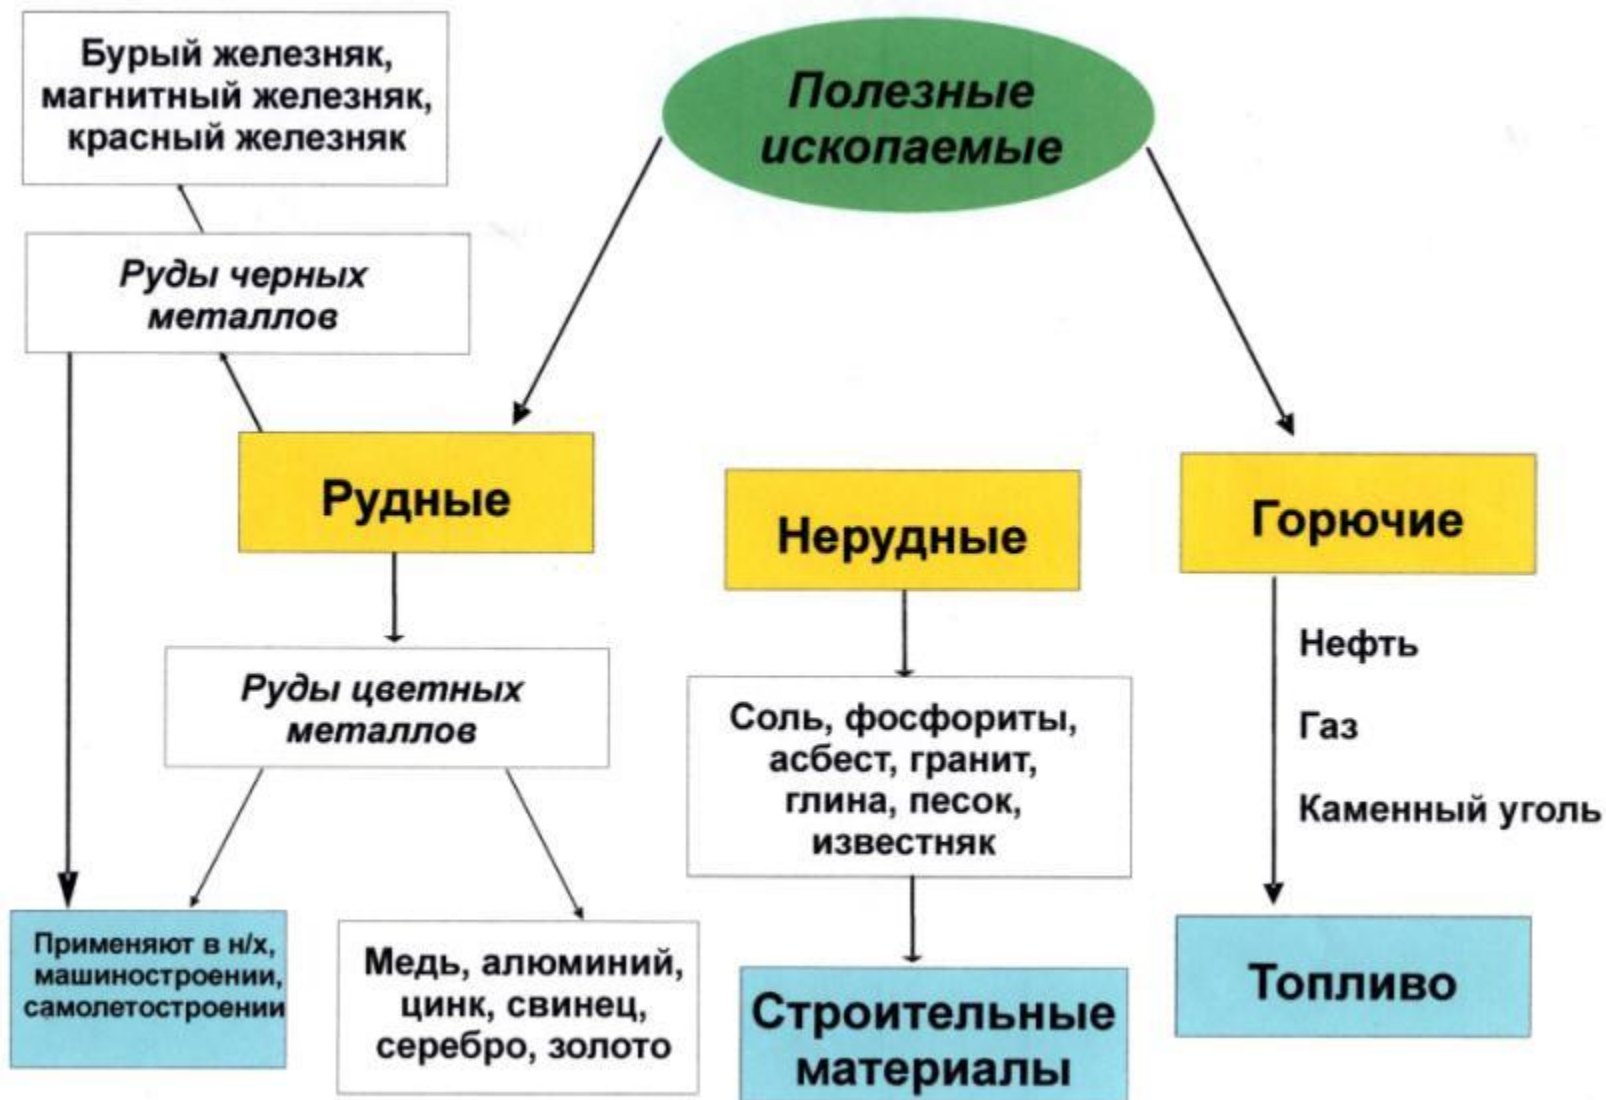 Бурый железняк,
магнитный железняк,
красный железняк
Полезные
ископаемые
Руды черных
металлов
Рудные
Нерудные
Горючие
Руды цветных
металлов
Соль, фосфориты,
асбест, гранит,
глина, песок,
известняк
Нефть
Газ
Каменный уголь
Применяют в н/х,
машиностроении,
самолетостроении
Медь, алюминий,
цинк, свинец,
серебро, золото
Строительные
материалы
Топливо